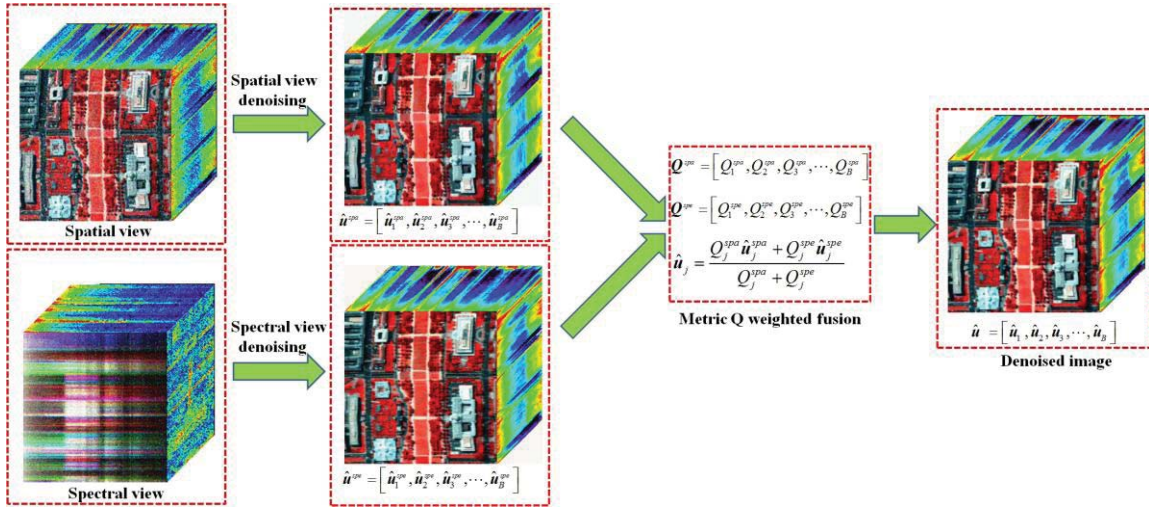 Spatial view
denoising
û^{spa} = [û_1^{spa}, û_2^{spa}, û_3^{spa}, ⋯, û_B^{spa}]
Spatial view
Spectral view
denoising
û^{spe} = [û_1^{spe}, û_2^{spe}, û_3^{spe}, ⋯, û_B^{spe}]
Spectral view
Q^{spa} = [Q_1^{spa}, Q_2^{spa}, Q_3^{spa}, ⋯, Q_B^{spa}]
Q^{spe} = [Q_1^{spe}, Q_2^{spe}, Q_3^{spe}, ⋯, Q_B^{spe}]
û_j = \frac{Q_j^{spa} û_j^{spa} + Q_j^{spe} û_j^{spe}}{Q_j^{spa} + Q_j^{spe}}
Metric Q weighted fusion
û = [û_1, û_2, û_3, ⋯, û_B]
Denoised image